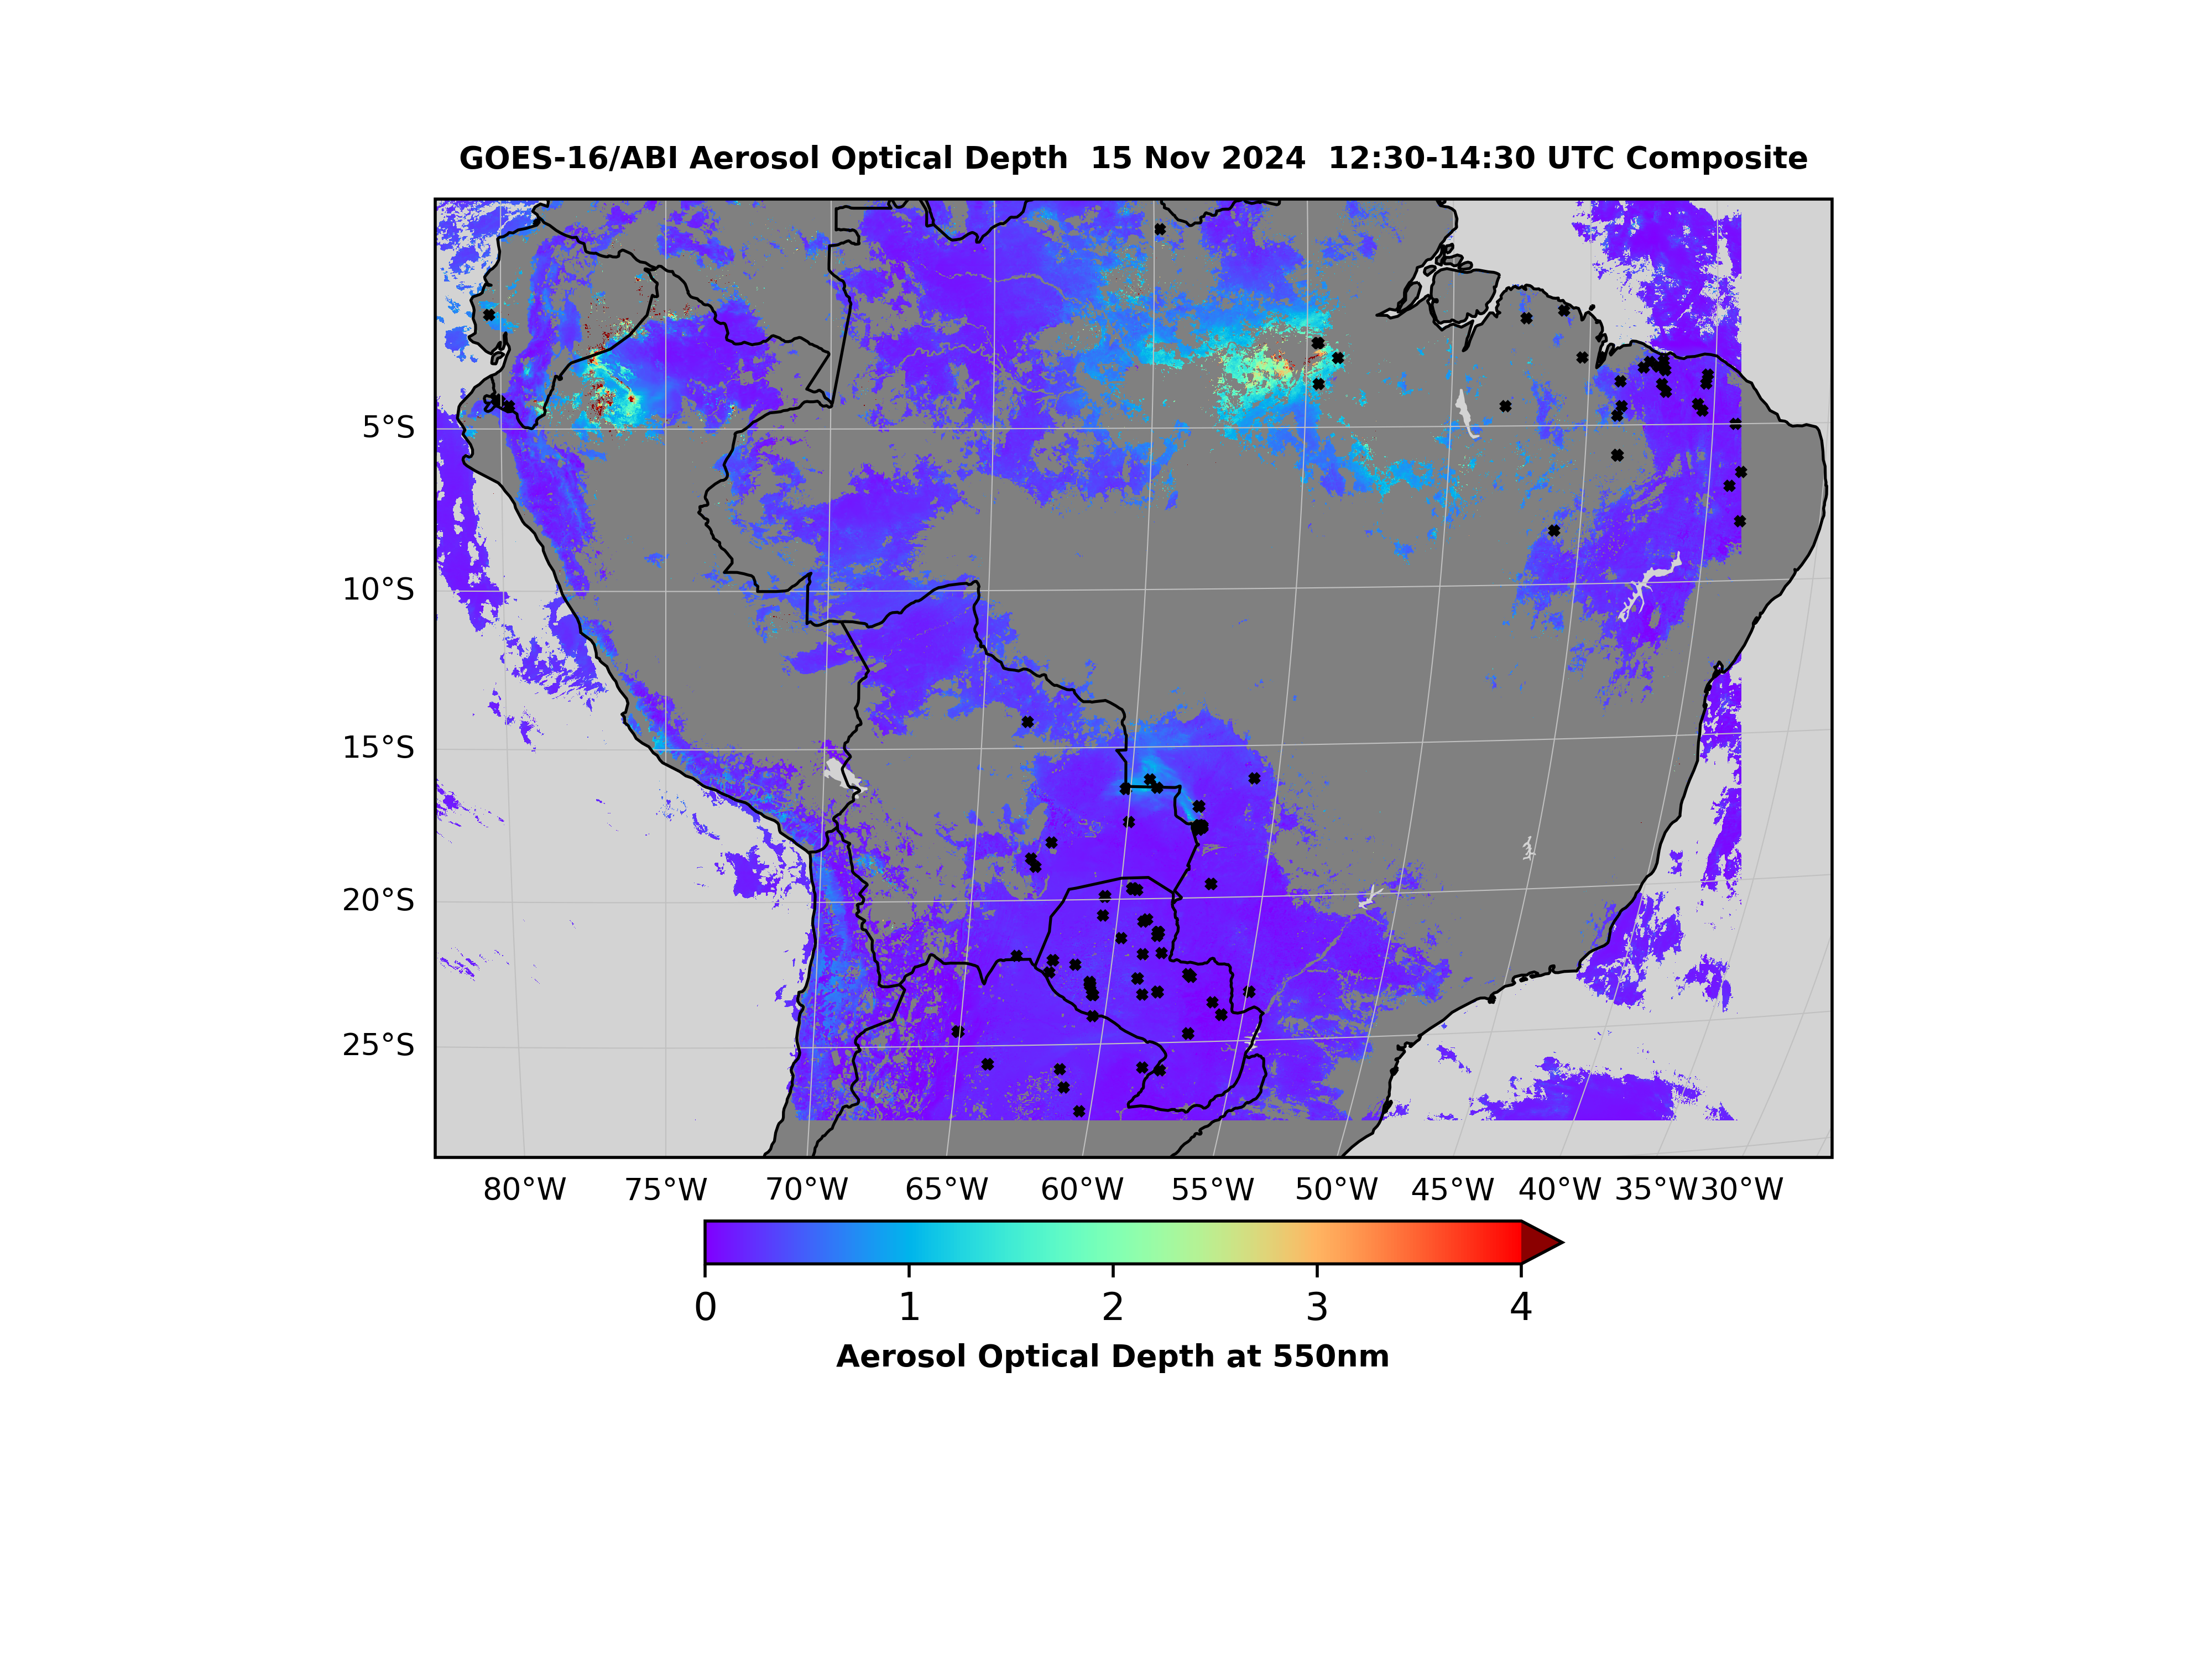 GOES-16/ABI Aerosol Optical Depth  15 Nov 2024  12:30-14:30 UTC Composite
5°S
10°S
15°S
20°S
25°S
80°W 75°W 70°W 65°W 60°W 55°W 50°W 45°W 40°W 35°W 30°W
0 1 2 3 4
Aerosol Optical Depth at 550nm